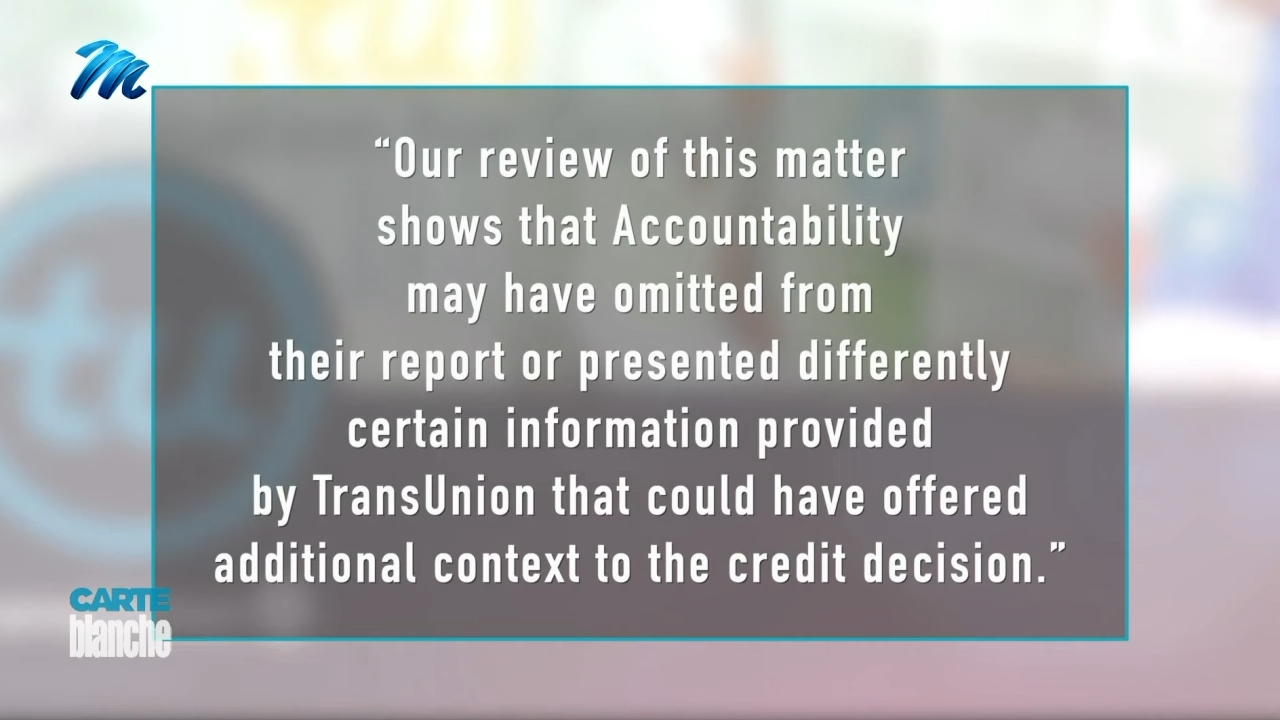 “Our review of this matter
shows that Accountability
may have omitted from
their report or presented differently
certain information provided
by TransUnion that could have offered
additional context to the credit decision.”
tu
CARTE
blanche